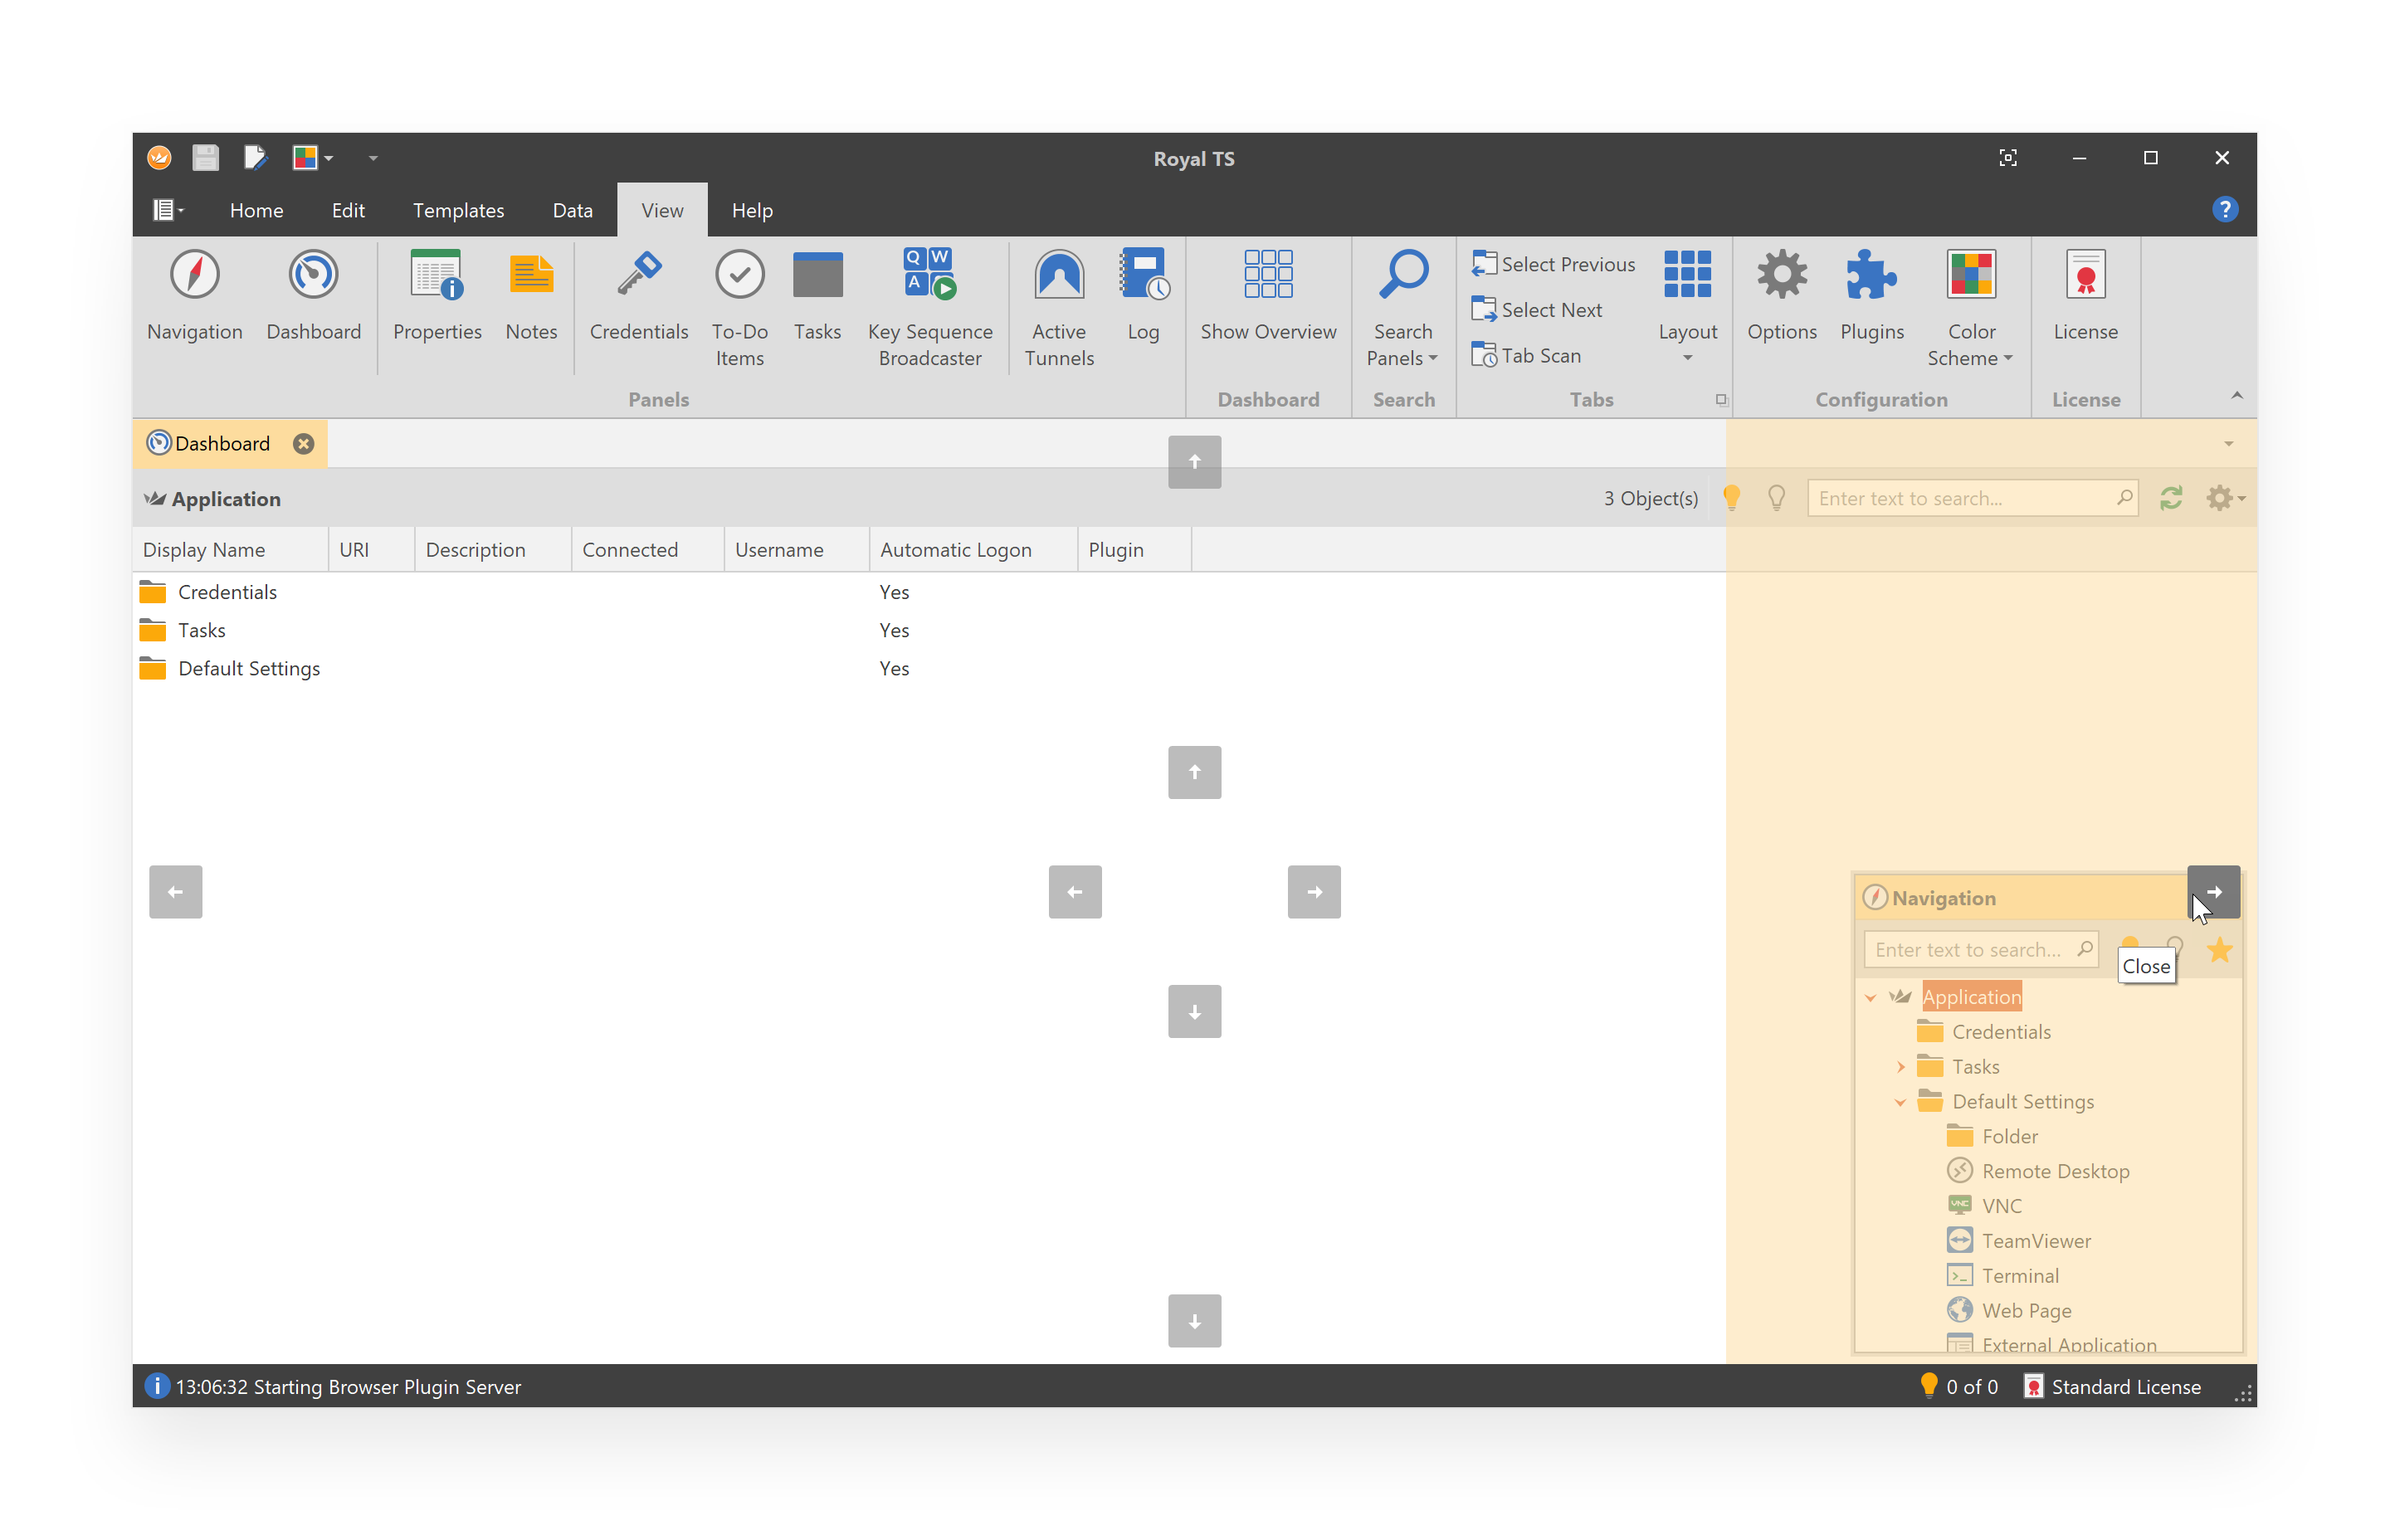 Royal TS
Home Edit Templates Data View Help
Navigation Dashboard Properties Notes Credentials To-Do Items Tasks Key Sequence Broadcaster Active Tunnels Log
Panels
Show Overview
Dashboard
Search Panels
Search
Select Previous
Select Next
Tab Scan
Layout
Tabs
Options Plugins Color Scheme
Configuration
License
License
Dashboard
Application 3 Object(s) Enter text to search...
Display Name URI Description Connected Username Automatic Logon Plugin
Credentials Yes
Tasks Yes
Default Settings Yes
Navigation
Enter text to search...
Close
Application
Credentials
Tasks
Default Settings
Folder
Remote Desktop
VNC
TeamViewer
Terminal
Web Page
External Application
13:06:32 Starting Browser Plugin Server 0 of 0 Standard License